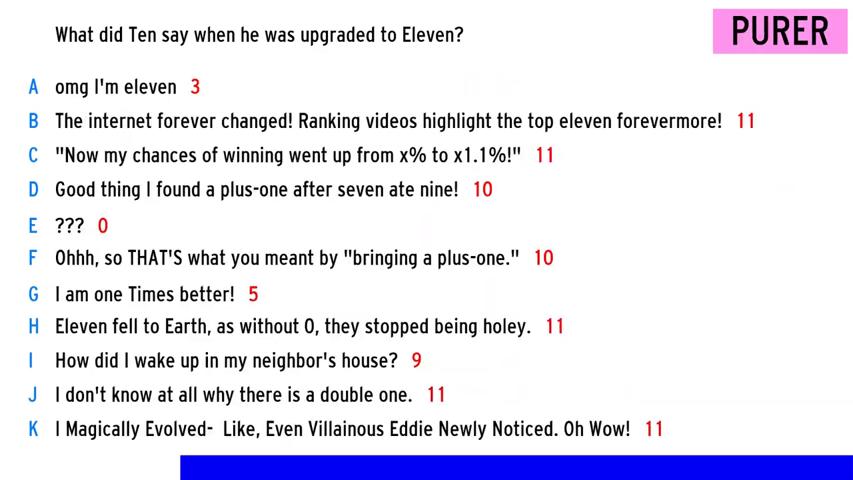 What did Ten say when he was upgraded to Eleven?
PURER
A omg I'm eleven 3
B The internet forever changed! Ranking videos highlight the top eleven forevermore! 11
C "Now my chances of winning went up from x% to x1.1%!" 11
D Good thing I found a plus-one after seven ate nine! 10
E ??? 0
F Ohhh, so THAT'S what you meant by "bringing a plus-one." 10
G I am one Times better! 5
H Eleven fell to Earth, as without 0, they stopped being holey. 11
I How did I wake up in my neighbor's house? 9
J I don't know at all why there is a double one. 11
K I Magically Evolved- Like, Even Villainous Eddie Newly Noticed. Oh Wow! 11